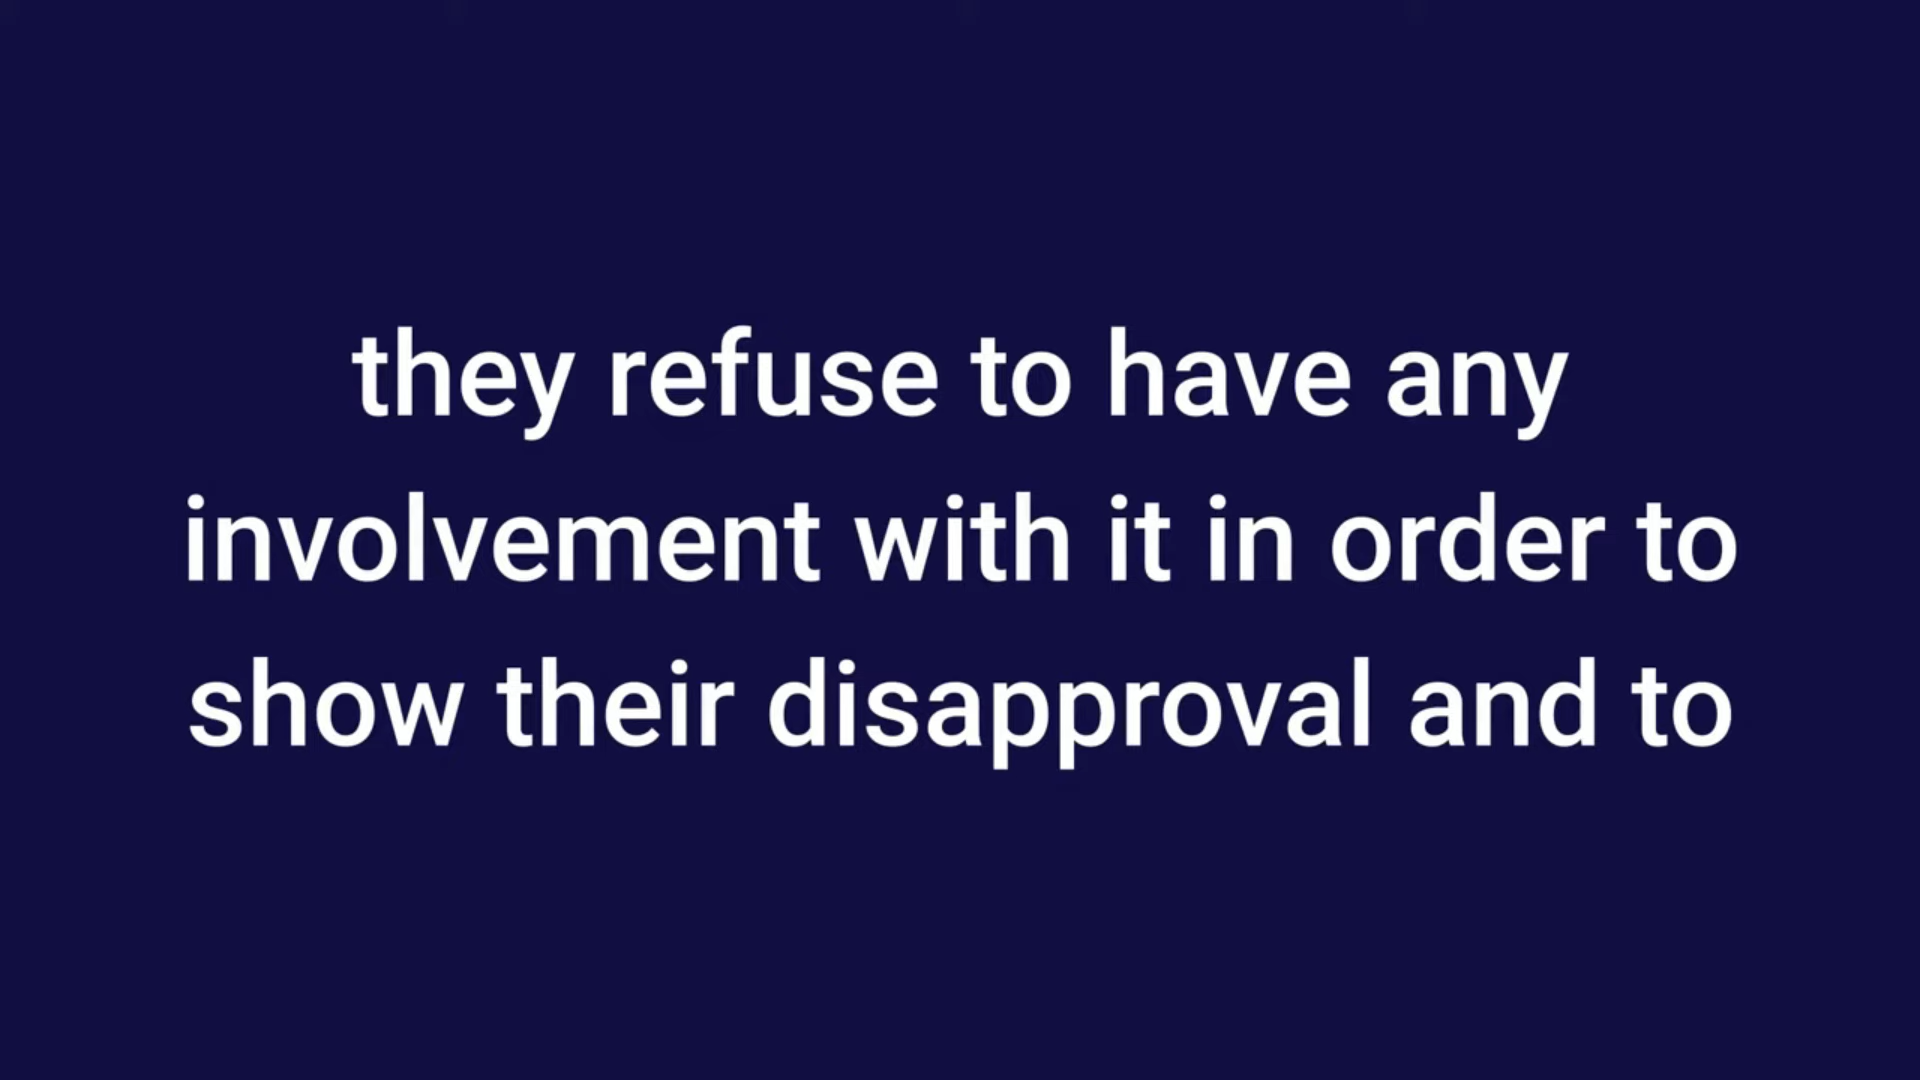 they refuse to have any
involvement with it in order to
show their disapproval and to